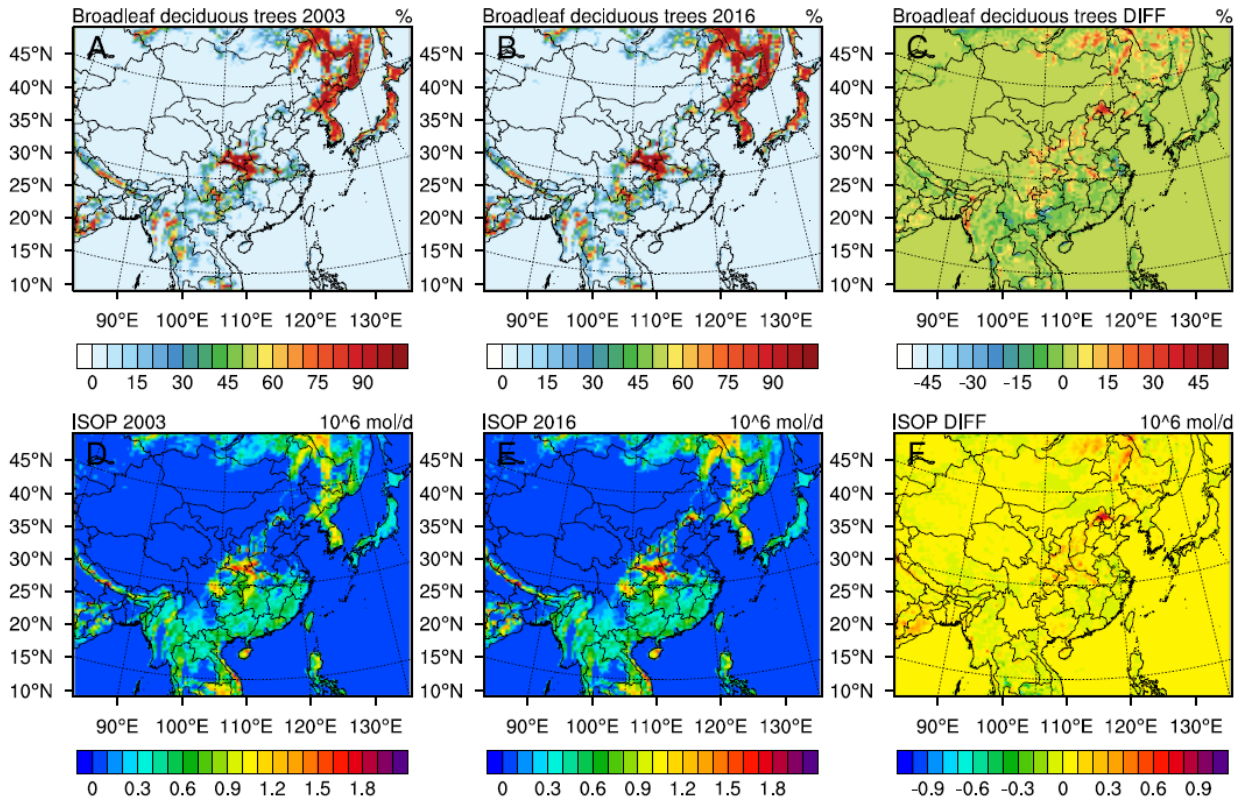 Broadleaf deciduous trees 2003 %
Broadleaf deciduous trees 2016 %
Broadleaf deciduous trees DIFF %
A
B
C
45°N
40°N
35°N
30°N
25°N
20°N
15°N
10°N
45°N
40°N
35°N
30°N
25°N
20°N
15°N
10°N
45°N
40°N
35°N
30°N
25°N
20°N
15°N
10°N
90°E 100°E 110°E 120°E 130°E
90°E 100°E 110°E 120°E 130°E
90°E 100°E 110°E 120°E 130°E
0 15 30 45 60 75 90
0 15 30 45 60 75 90
-45 -30 -15 0 15 30 45
ISOP 2003 10^6 mol/d
ISOP 2016 10^6 mol/d
ISOP DIFF 10^6 mol/d
D
E
F
45°N
40°N
35°N
30°N
25°N
20°N
15°N
10°N
45°N
40°N
35°N
30°N
25°N
20°N
15°N
10°N
45°N
40°N
35°N
30°N
25°N
20°N
15°N
10°N
90°E 100°E 110°E 120°E 130°E
90°E 100°E 110°E 120°E 130°E
90°E 100°E 110°E 120°E 130°E
0 0.3 0.6 0.9 1.2 1.5 1.8
0 0.3 0.6 0.9 1.2 1.5 1.8
-0.9 -0.6 -0.3 0 0.3 0.6 0.9